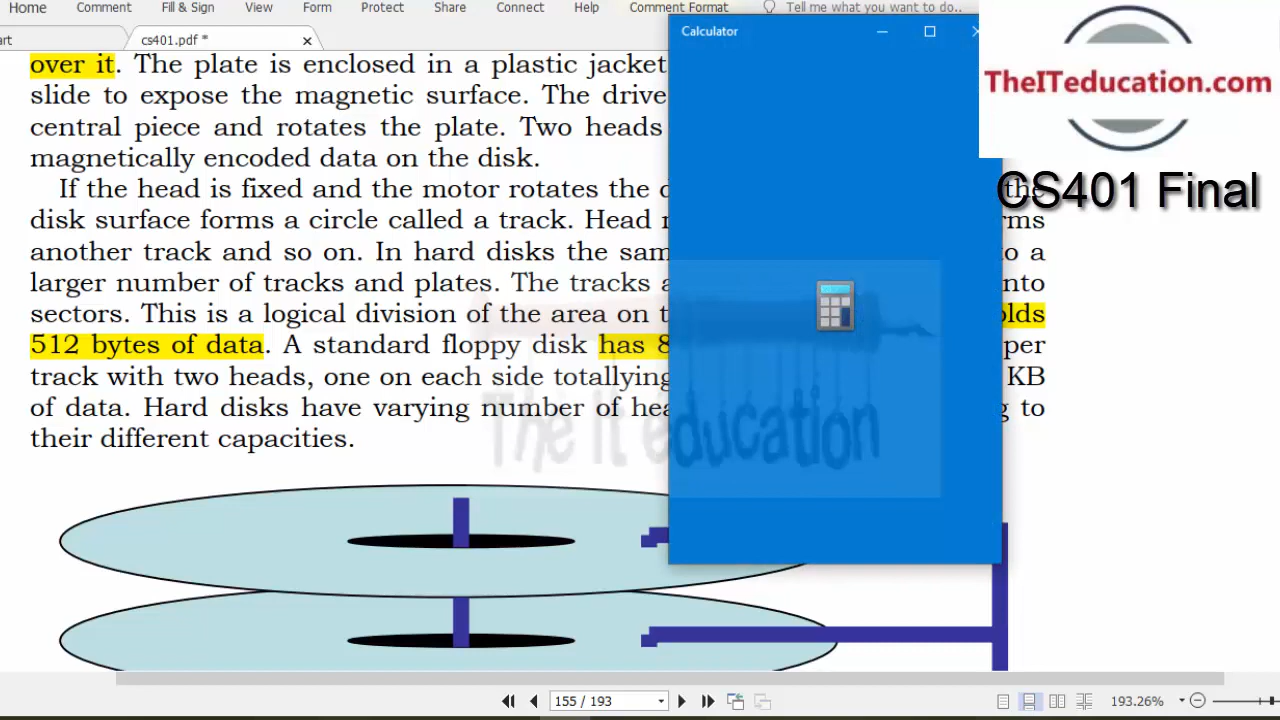 Home Comment Fill & Sign View Form Protect Share Connect Help Comment Format Tell me what you want to do..
art cs401.pdf *
Calculator
TheITeducation.com
CS401 Final
over it. The plate is enclosed in a plastic jacket
slide to expose the magnetic surface. The drive
central piece and rotates the plate. Two heads
magnetically encoded data on the disk.
If the head is fixed and the motor rotates the the
disk surface forms a circle called a track. Head
another track and so on. In hard disks the to a
larger number of tracks and plates. The tracks
sectors. This is a logical division of the area on
512 bytes of data. A standard floppy disk has 8 per
track with two heads, one on each side totallying KB
of data. Hard disks have varying number of to
their different capacities.
The It education
155 / 193
193.26%